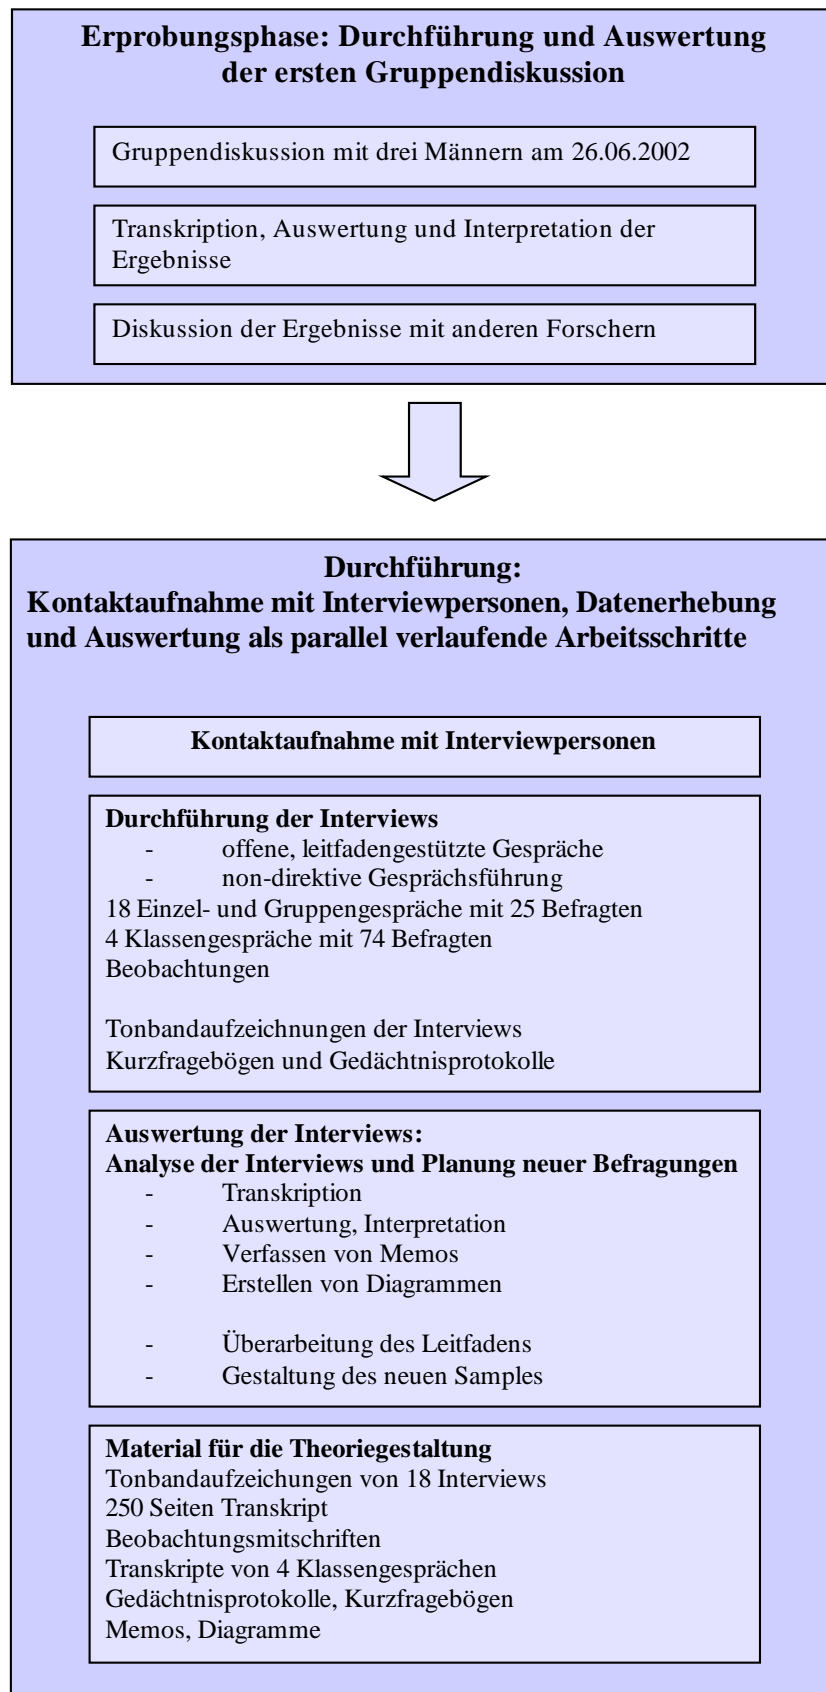 Erprobungsphase: Durchführung und Auswertung
der ersten Gruppendiskussion
Gruppendiskussion mit drei Männern am 26.06.2002
Transkription, Auswertung und Interpretation der
Ergebnisse
Diskussion der Ergebnisse mit anderen Forschern
Durchführung:
Kontaktaufnahme mit Interviewpersonen, Datenerhebung
und Auswertung als parallel verlaufende Arbeitsschritte
Kontaktaufnahme mit Interviewpersonen
Durchführung der Interviews
- offene, leitfadengestützte Gespräche
- non-direktive Gesprächsführung
18 Einzel- und Gruppengespräche mit 25 Befragten
4 Klassengespräche mit 74 Befragten
Beobachtungen
Tonbandaufzeichnungen der Interviews
Kurzfragebögen und Gedächtnisprotokolle
Auswertung der Interviews:
Analyse der Interviews und Planung neuer Befragungen
- Transkription
- Auswertung, Interpretation
- Verfassen von Memos
- Erstellen von Diagrammen
- Überarbeitung des Leitfadens
- Gestaltung des neuen Samples
Material für die Theoriegestaltung
Tonbandaufzeichungen von 18 Interviews
250 Seiten Transkript
Beobachtungsmitschriften
Transkripte von 4 Klassengesprächen
Gedächtnisprotokolle, Kurzfragebögen
Memos, Diagramme